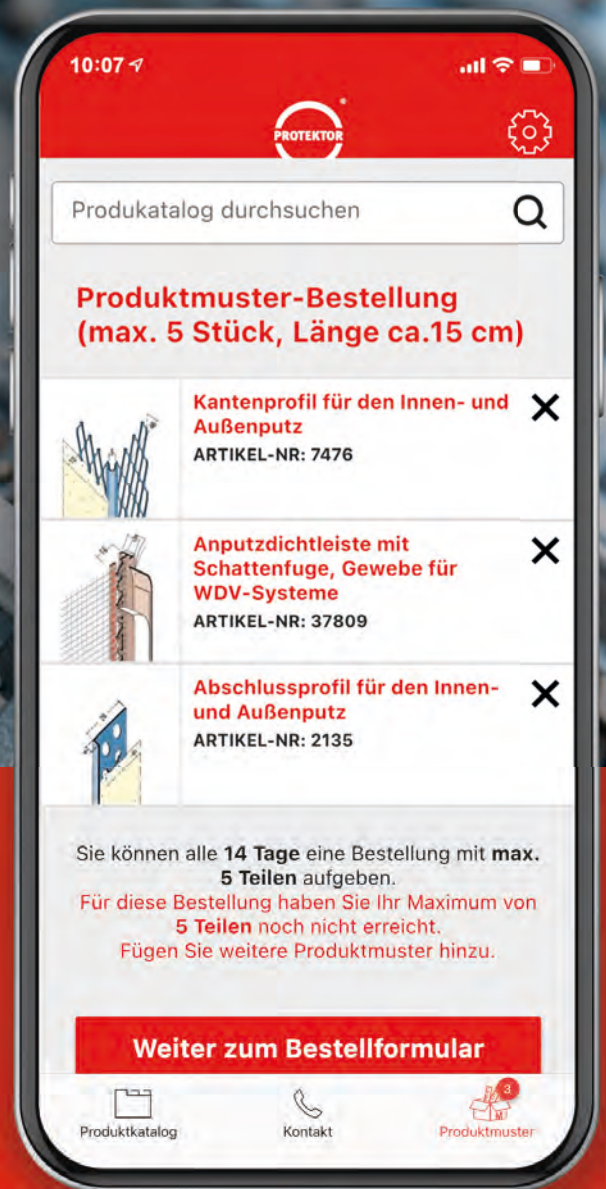 10:07
PROTEKTOR
Produkatalog durchsuchen
Produktmuster-Bestellung
(max. 5 Stück, Länge ca.15 cm)
Kantenprofil für den Innen- und
Außenputz
ARTIKEL-NR: 7476
Anputzdichtleiste mit
Schattenfuge, Gewebe für
WDV-Systeme
ARTIKEL-NR: 37809
Abschlussprofil für den Innen-
und Außenputz
ARTIKEL-NR: 2135
Sie können alle 14 Tage eine Bestellung mit max.
5 Teilen aufgeben.
Für diese Bestellung haben Sie Ihr Maximum von
5 Teilen noch nicht erreicht.
Fügen Sie weitere Produktmuster hinzu.
Weiter zum Bestellformular
3
Produktkatalog
Kontakt
Produktmuster